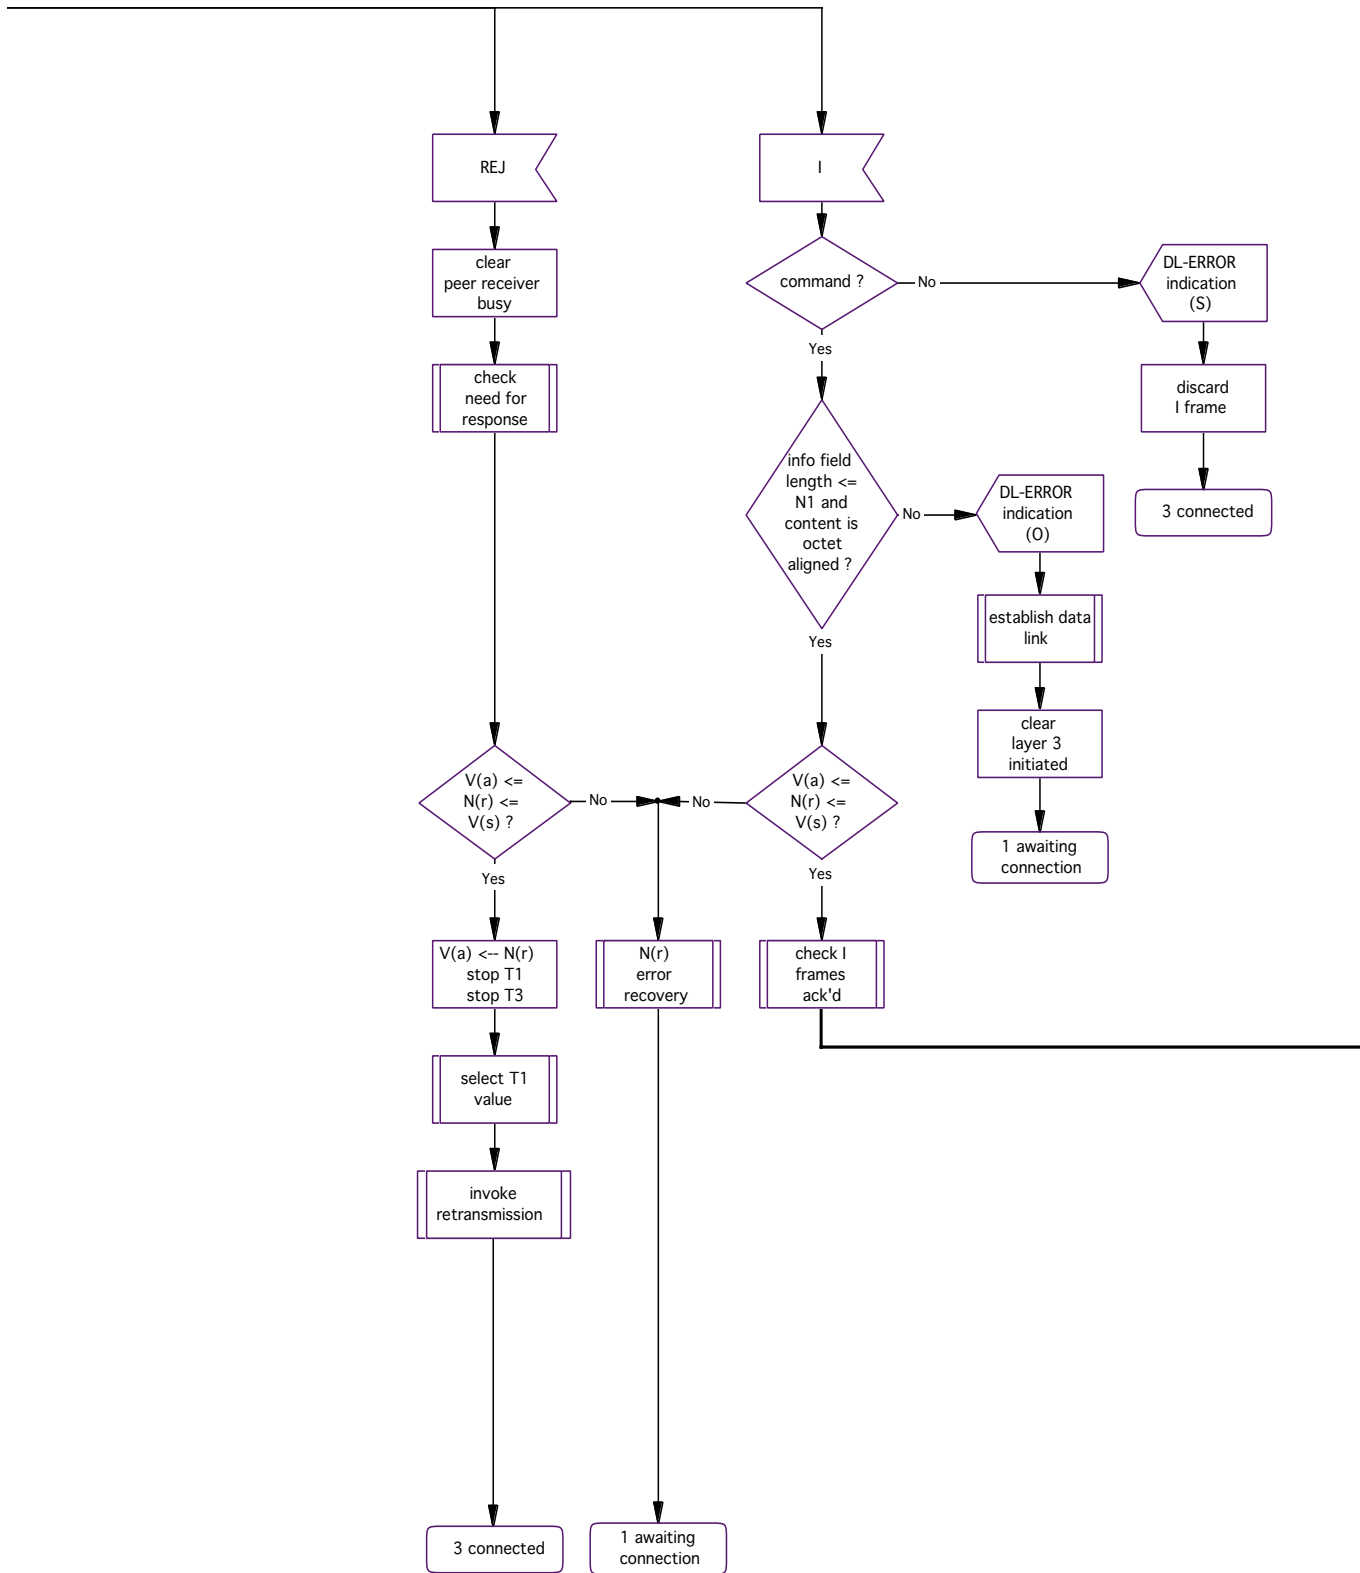 REJ
I
clear
peer receiver
busy
command ?
No
DL-ERROR
indication
(S)
Yes
check
need for
response
discard
I frame
info field
length <=
N1 and
content is
octet
aligned ?
No
DL-ERROR
indication
(O)
3 connected
Yes
establish data
link
clear
layer 3
initiated
V(a) <=
N(r) <=
V(s) ?
No
No
V(a) <=
N(r) <=
V(s) ?
1 awaiting
connection
Yes
Yes
V(a) <-- N(r)
stop T1
stop T3
N(r)
error
recovery
check I
frames
ack'd
select T1
value
invoke
retransmission
3 connected
1 awaiting
connection